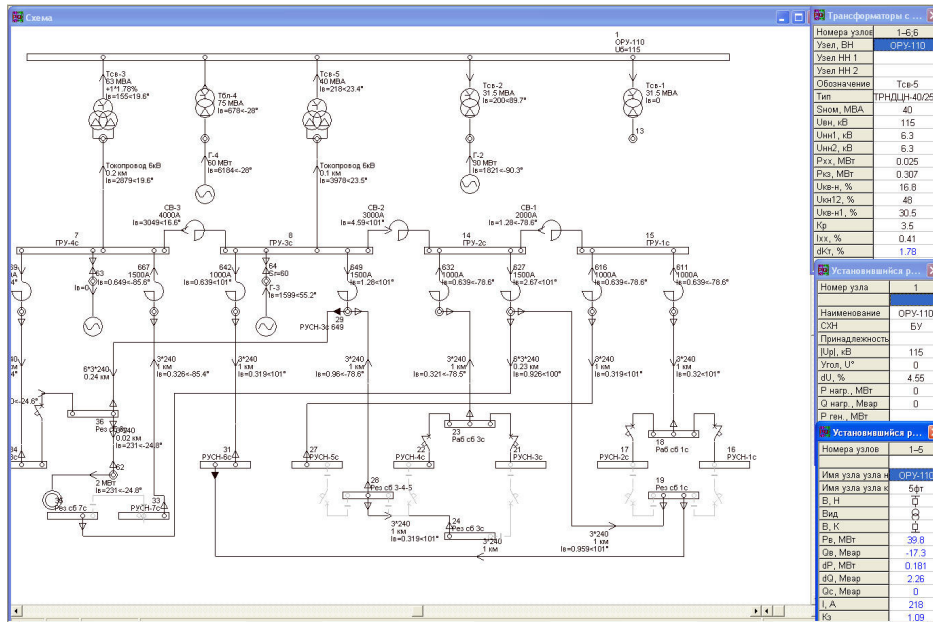 Схема
1
ОРУ-110
Uб=115
Тсв-3
63 МВА
+1*1.78%
Iв=155<19.6°
Тбл-4
75 МВА
Iв=678<-28°
Тсв-5
40 МВА
Iв=218<23.4°
Тсв-2
31.5 МВА
Iв=200<89.7°
Тсв-1
31.5 МВА
Iв=0
13
Г-4
60 МВт
Iв=6184<-28°
Г-2
30 МВт
Iв=1821<-90.3°
Токопровод 6кВ
0.2 км
Iв=2879<19.6°
Токопровод 6кВ
0.1 км
Iв=3978<23.5°
СВ-3
4000А
Iв=3049<16.6°
СВ-2
3000А
Iв=4.59<101°
СВ-1
2000А
Iв=1.28<-78.6°
7
ГРУ-4с
8
ГРУ-3с
14
ГРУ-2с
15
ГРУ-1с
63
Iв=0
667
1500А
Iв=0.649<-85.6°
642
1000А
Iв=0.639<101°
64
Sг=60
Г-3
Iв=1599<55.2°
649
1500А
Iв=1.28<101°
632
1000А
Iв=0.639<-78.6°
627
1500А
Iв=2.67<101°
616
1000А
Iв=0.639<-78.6°
611
1000А
Iв=0.639<-78.6°
29
РУСН-3с 649
6*3*240
0.24 км
3*240
1 км
Iв=0.326<-85.4°
3*240
1 км
Iв=0.319<101°
3*240
1 км
Iв=0.96<-78.6°
3*240
1 км
Iв=0.321<-78.5°
6*3*240
0.23 км
Iв=0.926<100°
3*240
1 км
Iв=0.319<101°
3*240
1 км
Iв=0.32<101°
36
0.02 км
Iв=231<-24.8°
62
2 МВт
Iв=231<-24.8°
Рез сб 7с
33
РУСН-7с
31
РУСН-6с
27
РУСН-5с
22
РУСН-4с
23
Раб сб 3с
21
РУСН-3с
17
РУСН-2с
18
Раб сб 1с
16
РУСН-1с
28
Рез сб 3-4-5
19
Рез сб 1с
24
Рез сб 3с
3*240
1 км
Iв=0.319<101°
3*240
1 км
3*240
1 км
Iв=0.959<101°
Трансформаторы с ...
Номера узлов 1–6;6
Узел, ВН ОРУ-110
Узел НН 1
Узел НН 2
Обозначение Тсв-5
Тип ТРНДЦН-40/25
Sном, МВА 40
Uвн, кВ 115
Uнн1, кВ 6.3
Uнн2, кВ 6.3
Pхх, МВт 0.025
Pкз, МВт 0.307
Uкв-н, % 16.8
Uкн12, % 48
Uкв-н1, % 30.5
Кр 3.5
Iхх, % 0.41
dКт, % 1.78
Установившийся р...
Номер узла 1
Наименование ОРУ-110
СХН БУ
Принадлежность
|Uр|, кВ 115
Угол, U° 0
dU, % 4.55
Р нагр., МВт 0
Q нагр., Мвар 0
Р ген., МВт
Установившийся р...
Номера узлов 1–5
Имя узла узла н ОРУ-110
Имя узла узла к 5фт
В, Н
Вид
В, К
Рв, МВт 39.8
Qв, Мвар -17.3
dP, МВт 0.181
dQ, Мвар 2.26
Qс, Мвар 0
I, А 218
Кз 1.09